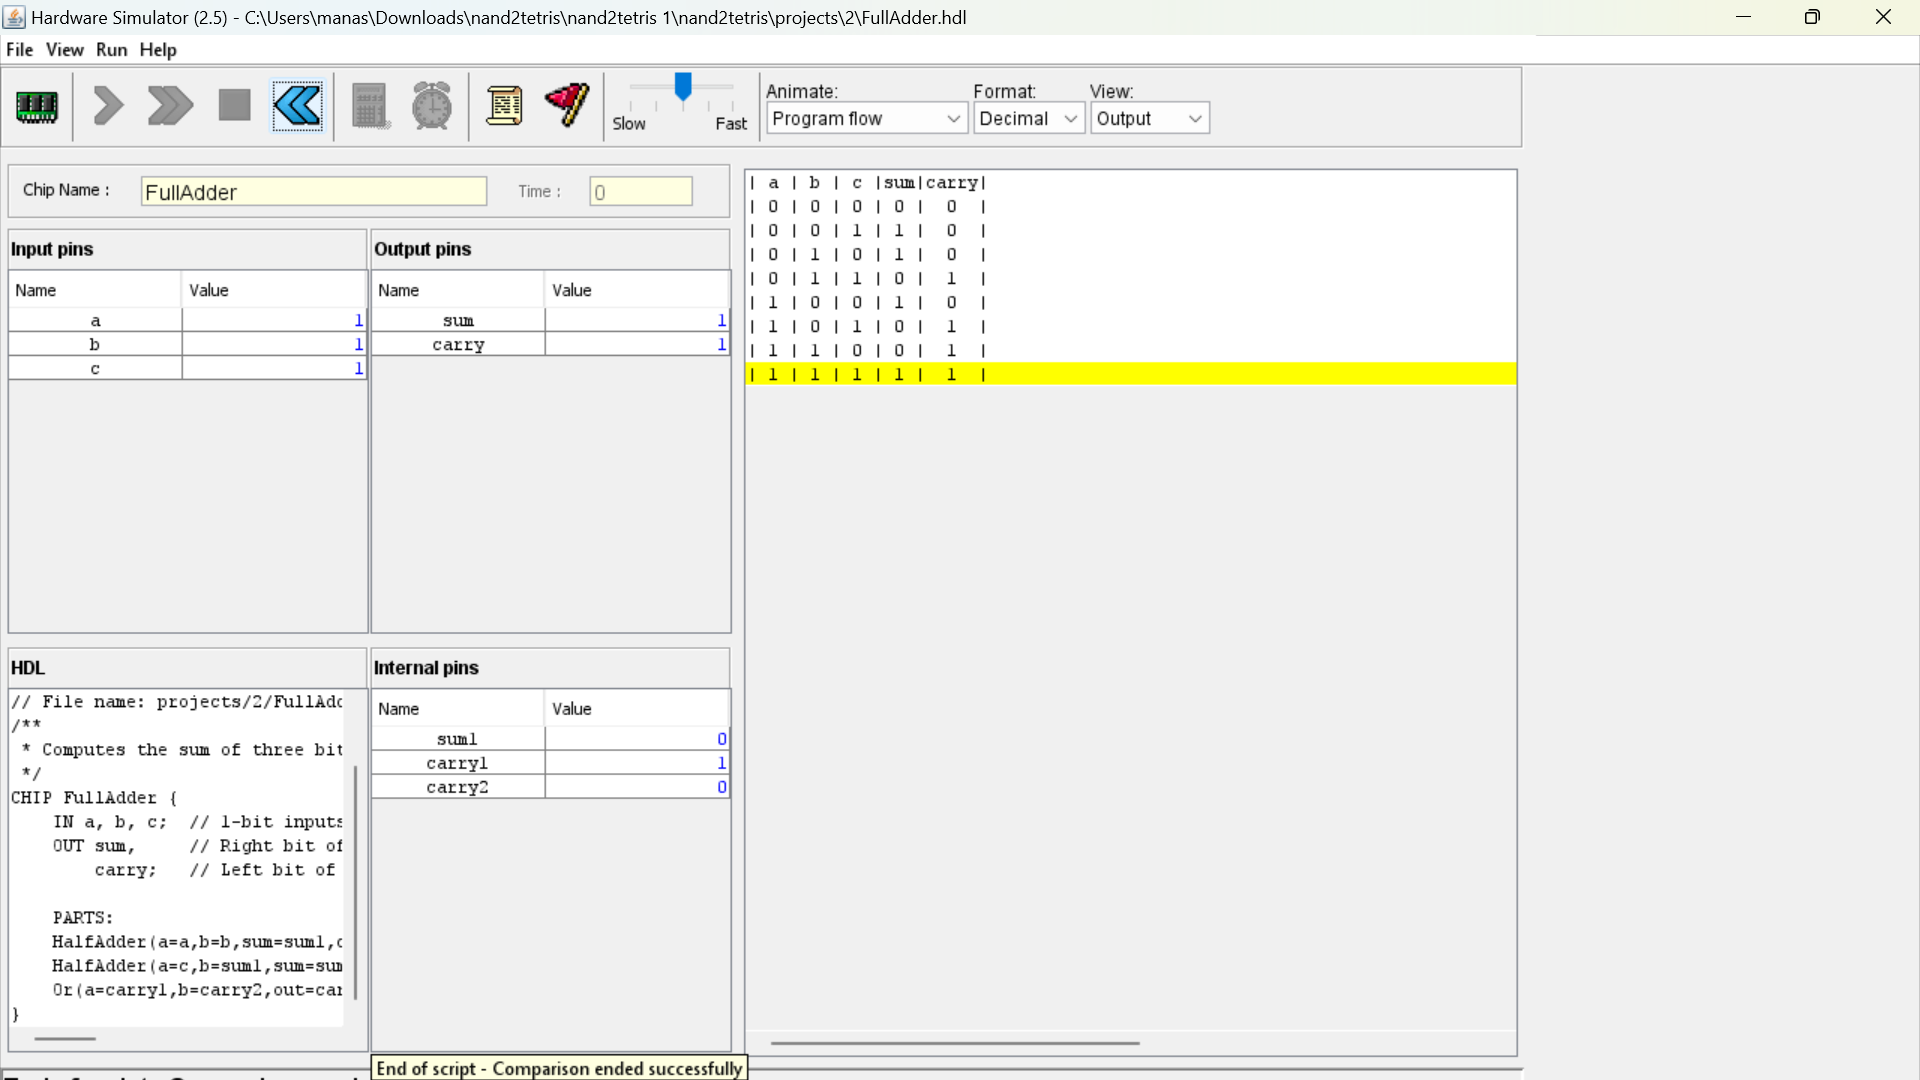 Hardware Simulator (2.5) - C:\Users\manas\Downloads\nand2tetris\nand2tetris 1\nand2tetris\projects\2\FullAdder.hdl
File View Run Help
Slow Fast
Animate: Format: View:
Program flow Decimal Output
Chip Name : FullAdder Time : 0
Input pins
Name Value
a 1
b 1
c 1
Output pins
Name Value
sum 1
carry 1
| a | b | c |sum|carry|
| 0 | 0 | 0 | 0 | 0 |
| 0 | 0 | 1 | 1 | 0 |
| 0 | 1 | 0 | 1 | 0 |
| 0 | 1 | 1 | 0 | 1 |
| 1 | 0 | 0 | 1 | 0 |
| 1 | 0 | 1 | 0 | 1 |
| 1 | 1 | 0 | 0 | 1 |
| 1 | 1 | 1 | 1 | 1 |
HDL
// File name: projects/2/FullAdd
/**
* Computes the sum of three bit
*/
CHIP FullAdder {
IN a, b, c; // 1-bit inputs
OUT sum, // Right bit of
carry; // Left bit of
PARTS:
HalfAdder(a=a,b=b,sum=sum1,c
HalfAdder(a=c,b=sum1,sum=sum
Or(a=carry1,b=carry2,out=car
}
Internal pins
Name Value
sum1 0
carry1 1
carry2 0
End of script - Comparison ended successfully